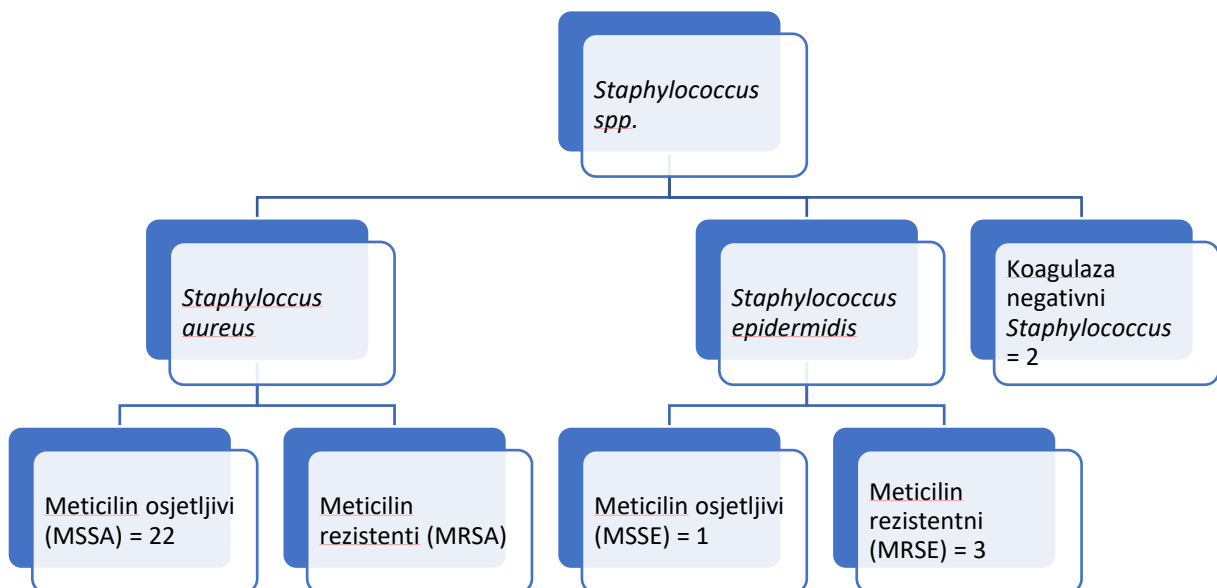 Staphylococcus
spp.
Staphyloccus
aureus
Staphylococcus
epidermidis
Koagulaza
negativni
Staphylococcus
= 2
Meticilin osjetljivi
(MSSA) = 22
Meticilin
rezistenti (MRSA)
Meticilin osjetljivi
(MSSE) = 1
Meticilin
rezistentni
(MRSE) = 3